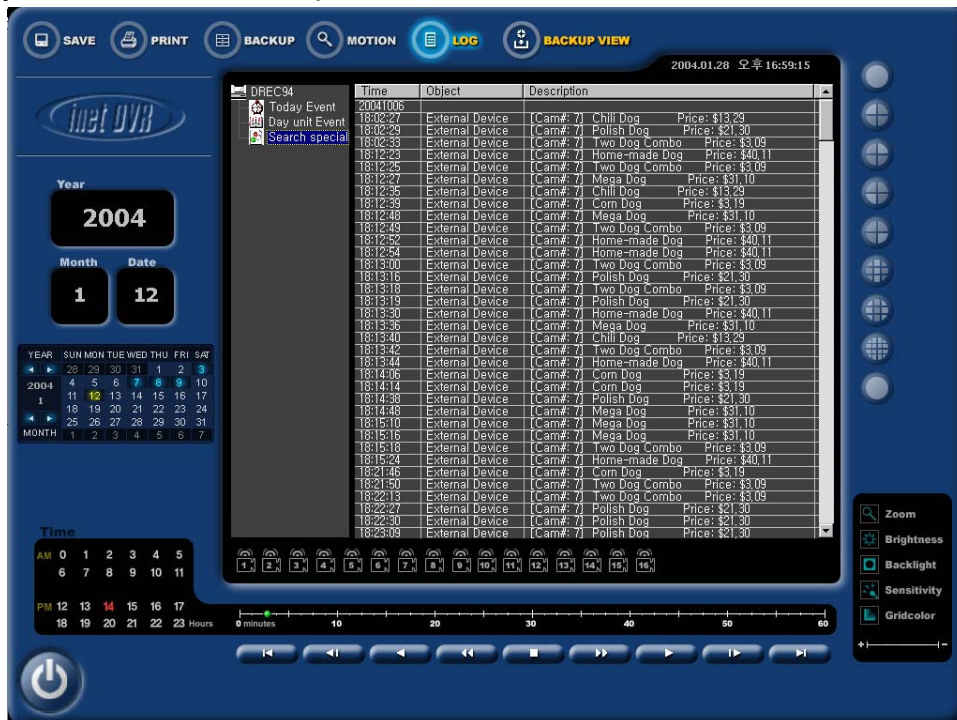 SAVE PRINT BACKUP MOTION LOG BACKUP VIEW
2004.01.28 오후 16:59:15
inet DVR
DREC94
Today Event
Day unit Event
Search special
Time Object Description
20041006
18:02:27 External Device [Cam#: 7] Chili Dog Price: $13,29
18:02:29 External Device [Cam#: 7] Polish Dog Price: $21,30
18:02:33 External Device [Cam#: 7] Two Dog Combo Price: $3,09
18:12:23 External Device [Cam#: 7] Home-made Dog Price: $40,11
18:12:25 External Device [Cam#: 7] Two Dog Combo Price: $3,09
18:12:27 External Device [Cam#: 7] Mega Dog Price: $31,10
18:12:35 External Device [Cam#: 7] Chili Dog Price: $13,29
18:12:39 External Device [Cam#: 7] Corn Dog Price: $3,19
18:12:48 External Device [Cam#: 7] Mega Dog Price: $31,10
18:12:49 External Device [Cam#: 7] Two Dog Combo Price: $3,09
18:12:52 External Device [Cam#: 7] Home-made Dog Price: $40,11
18:12:54 External Device [Cam#: 7] Home-made Dog Price: $40,11
18:13:00 External Device [Cam#: 7] Two Dog Combo Price: $3,09
18:13:16 External Device [Cam#: 7] Polish Dog Price: $21,30
18:13:18 External Device [Cam#: 7] Two Dog Combo Price: $3,09
18:13:19 External Device [Cam#: 7] Polish Dog Price: $21,30
18:13:30 External Device [Cam#: 7] Home-made Dog Price: $40,11
18:13:36 External Device [Cam#: 7] Mega Dog Price: $31,10
18:13:40 External Device [Cam#: 7] Chili Dog Price: $13,29
18:13:42 External Device [Cam#: 7] Two Dog Combo Price: $3,09
18:13:44 External Device [Cam#: 7] Home-made Dog Price: $40,11
18:14:06 External Device [Cam#: 7] Corn Dog Price: $3,19
18:14:14 External Device [Cam#: 7] Corn Dog Price: $3,19
18:14:38 External Device [Cam#: 7] Polish Dog Price: $21,30
18:14:48 External Device [Cam#: 7] Mega Dog Price: $31,10
18:15:10 External Device [Cam#: 7] Mega Dog Price: $31,10
18:15:16 External Device [Cam#: 7] Mega Dog Price: $31,10
18:15:18 External Device [Cam#: 7] Two Dog Combo Price: $3,09
18:15:24 External Device [Cam#: 7] Home-made Dog Price: $40,11
18:21:46 External Device [Cam#: 7] Corn Dog Price: $3,19
18:21:50 External Device [Cam#: 7] Two Dog Combo Price: $3,09
18:22:13 External Device [Cam#: 7] Two Dog Combo Price: $3,09
18:22:27 External Device [Cam#: 7] Polish Dog Price: $21,30
18:22:30 External Device [Cam#: 7] Polish Dog Price: $21,30
18:23:09 External Device [Cam#: 7] Polish Dog Price: $21,30
Year
2004
Month Date
1 12
YEAR SUN MON TUE WED THU FRI SAT
28 29 30 31 1 2 3
2004 4 5 6 7 8 9 10
1 11 12 13 14 15 16 17
18 19 20 21 22 23 24
25 26 27 28 29 30 31
MONTH 1 2 3 4 5 6 7
Time
AM 0 1 2 3 4 5
6 7 8 9 10 11
PM 12 13 14 15 16 17
18 19 20 21 22 23 Hours
1 2 3 4 5 6 7 8 9 10 11 12 13 14 15 16
0 minutes 10 20 30 40 50 60
Zoom
Brightness
Backlight
Sensitivity
Gridcolor
+ -